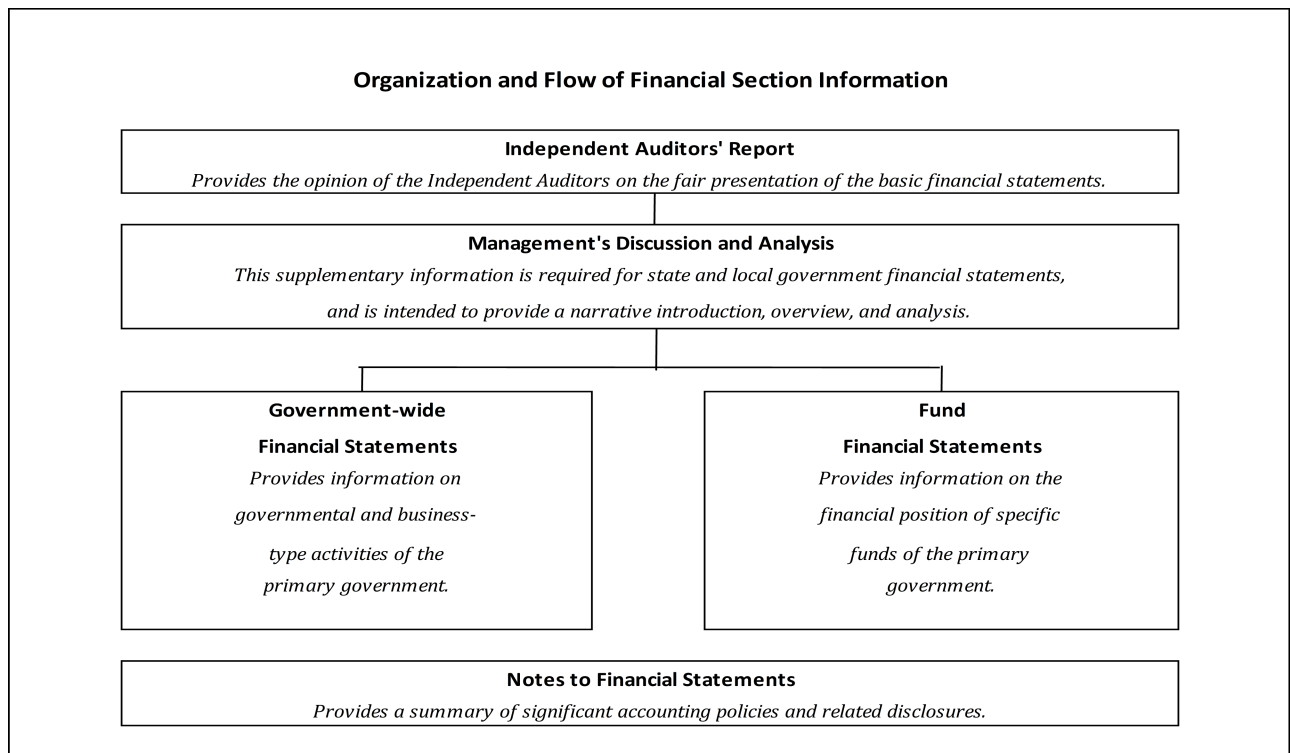 Organization and Flow of Financial Section Information
Independent Auditors' Report
Provides the opinion of the Independent Auditors on the fair presentation of the basic financial statements.
Management's Discussion and Analysis
This supplementary information is required for state and local government financial statements,
and is intended to provide a narrative introduction, overview, and analysis.
Government-wide
Financial Statements
Provides information on
governmental and business-
type activities of the
primary government.
Fund
Financial Statements
Provides information on the
financial position of specific
funds of the primary
government.
Notes to Financial Statements
Provides a summary of significant accounting policies and related disclosures.